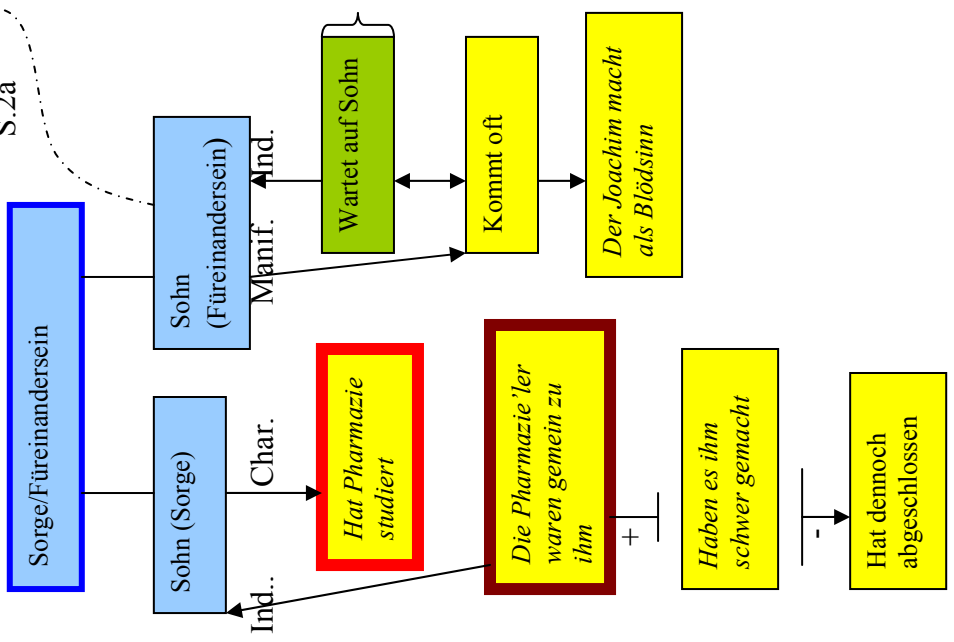 S.2a
Sorge/Füreinandersein
Sohn (Sorge)
Sohn
(Füreinandersein)
Ind..
Char.
Manif.
Ind.
Hat Pharmazie
studiert
Wartet auf Sohn
Die Pharmazie’ler
waren gemein zu
ihm
Kommt oft
+
Haben es ihm
schwer gemacht
Der Joachim macht
als Blödsinn
-
Hat dennoch
abgeschlossen